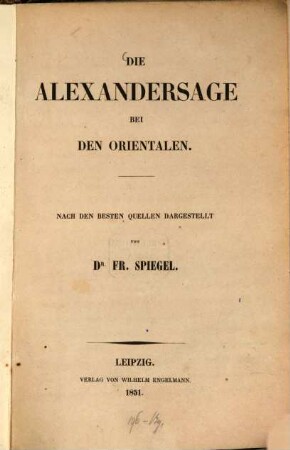 DIE
ALEXANDERSAGE
BEI
DEN ORIENTALEN.
NACH DEN BESTEN QUELLEN DARGESTELLT
VON
DR. FR. SPIEGEL.
LEIPZIG.
VERLAG VON WILHELM ENGELMANN.
1851.